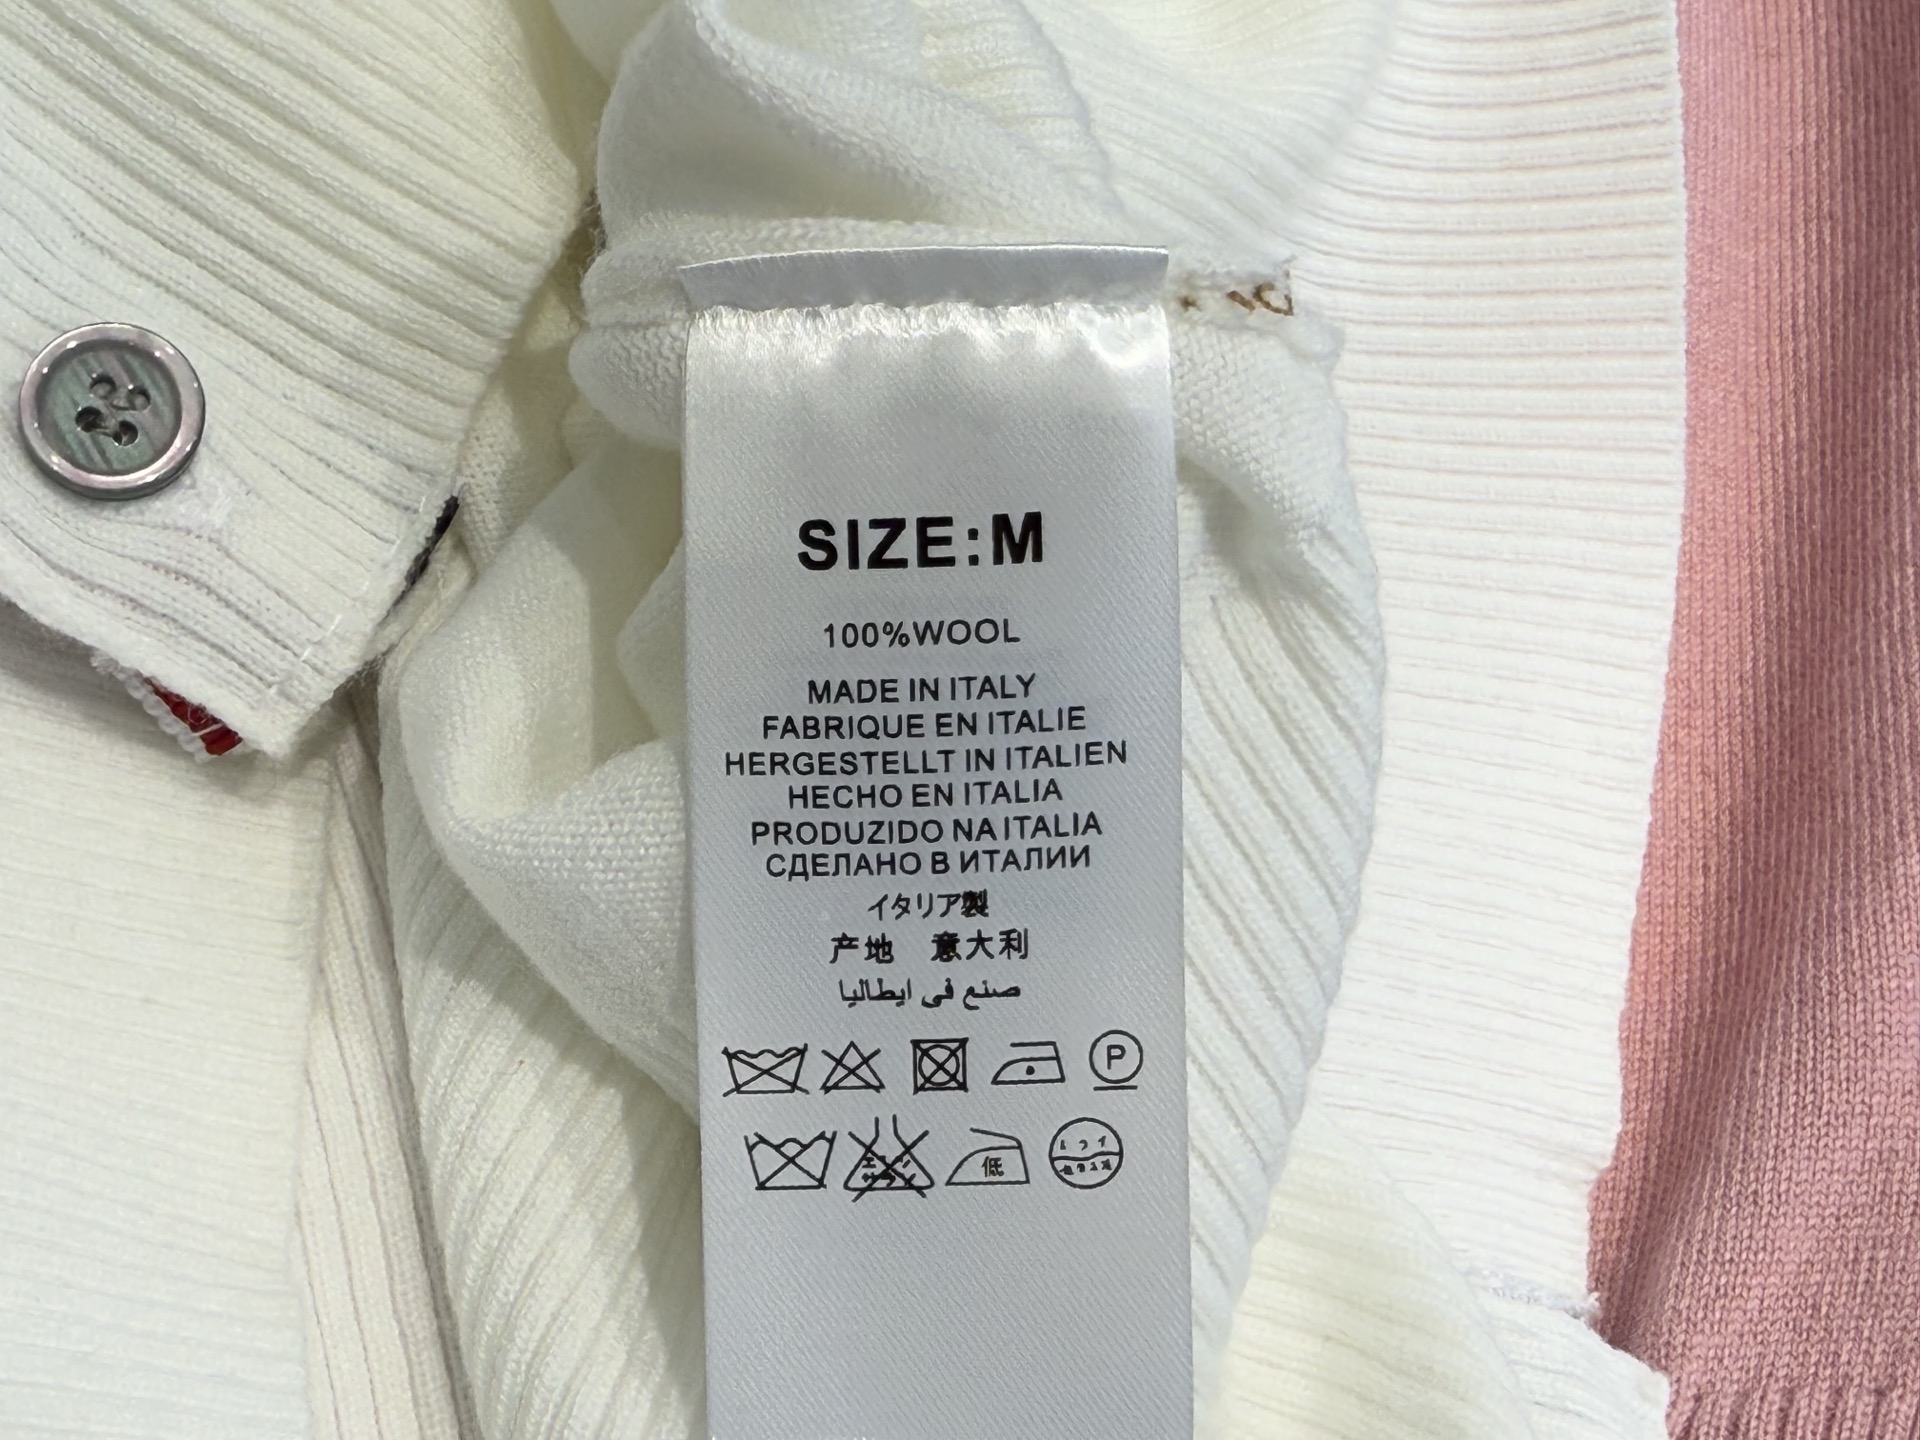 SIZE:M
100%WOOL
MADE IN ITALY
FABRIQUE EN ITALIE
HERGESTELLT IN ITALIEN
HECHO EN ITALIA
PRODUZIDO NA ITALIA
СДЕЛАНО В ИТАЛИИ
イタリア製
产地 意大利
صنع في ايطاليا
P
低